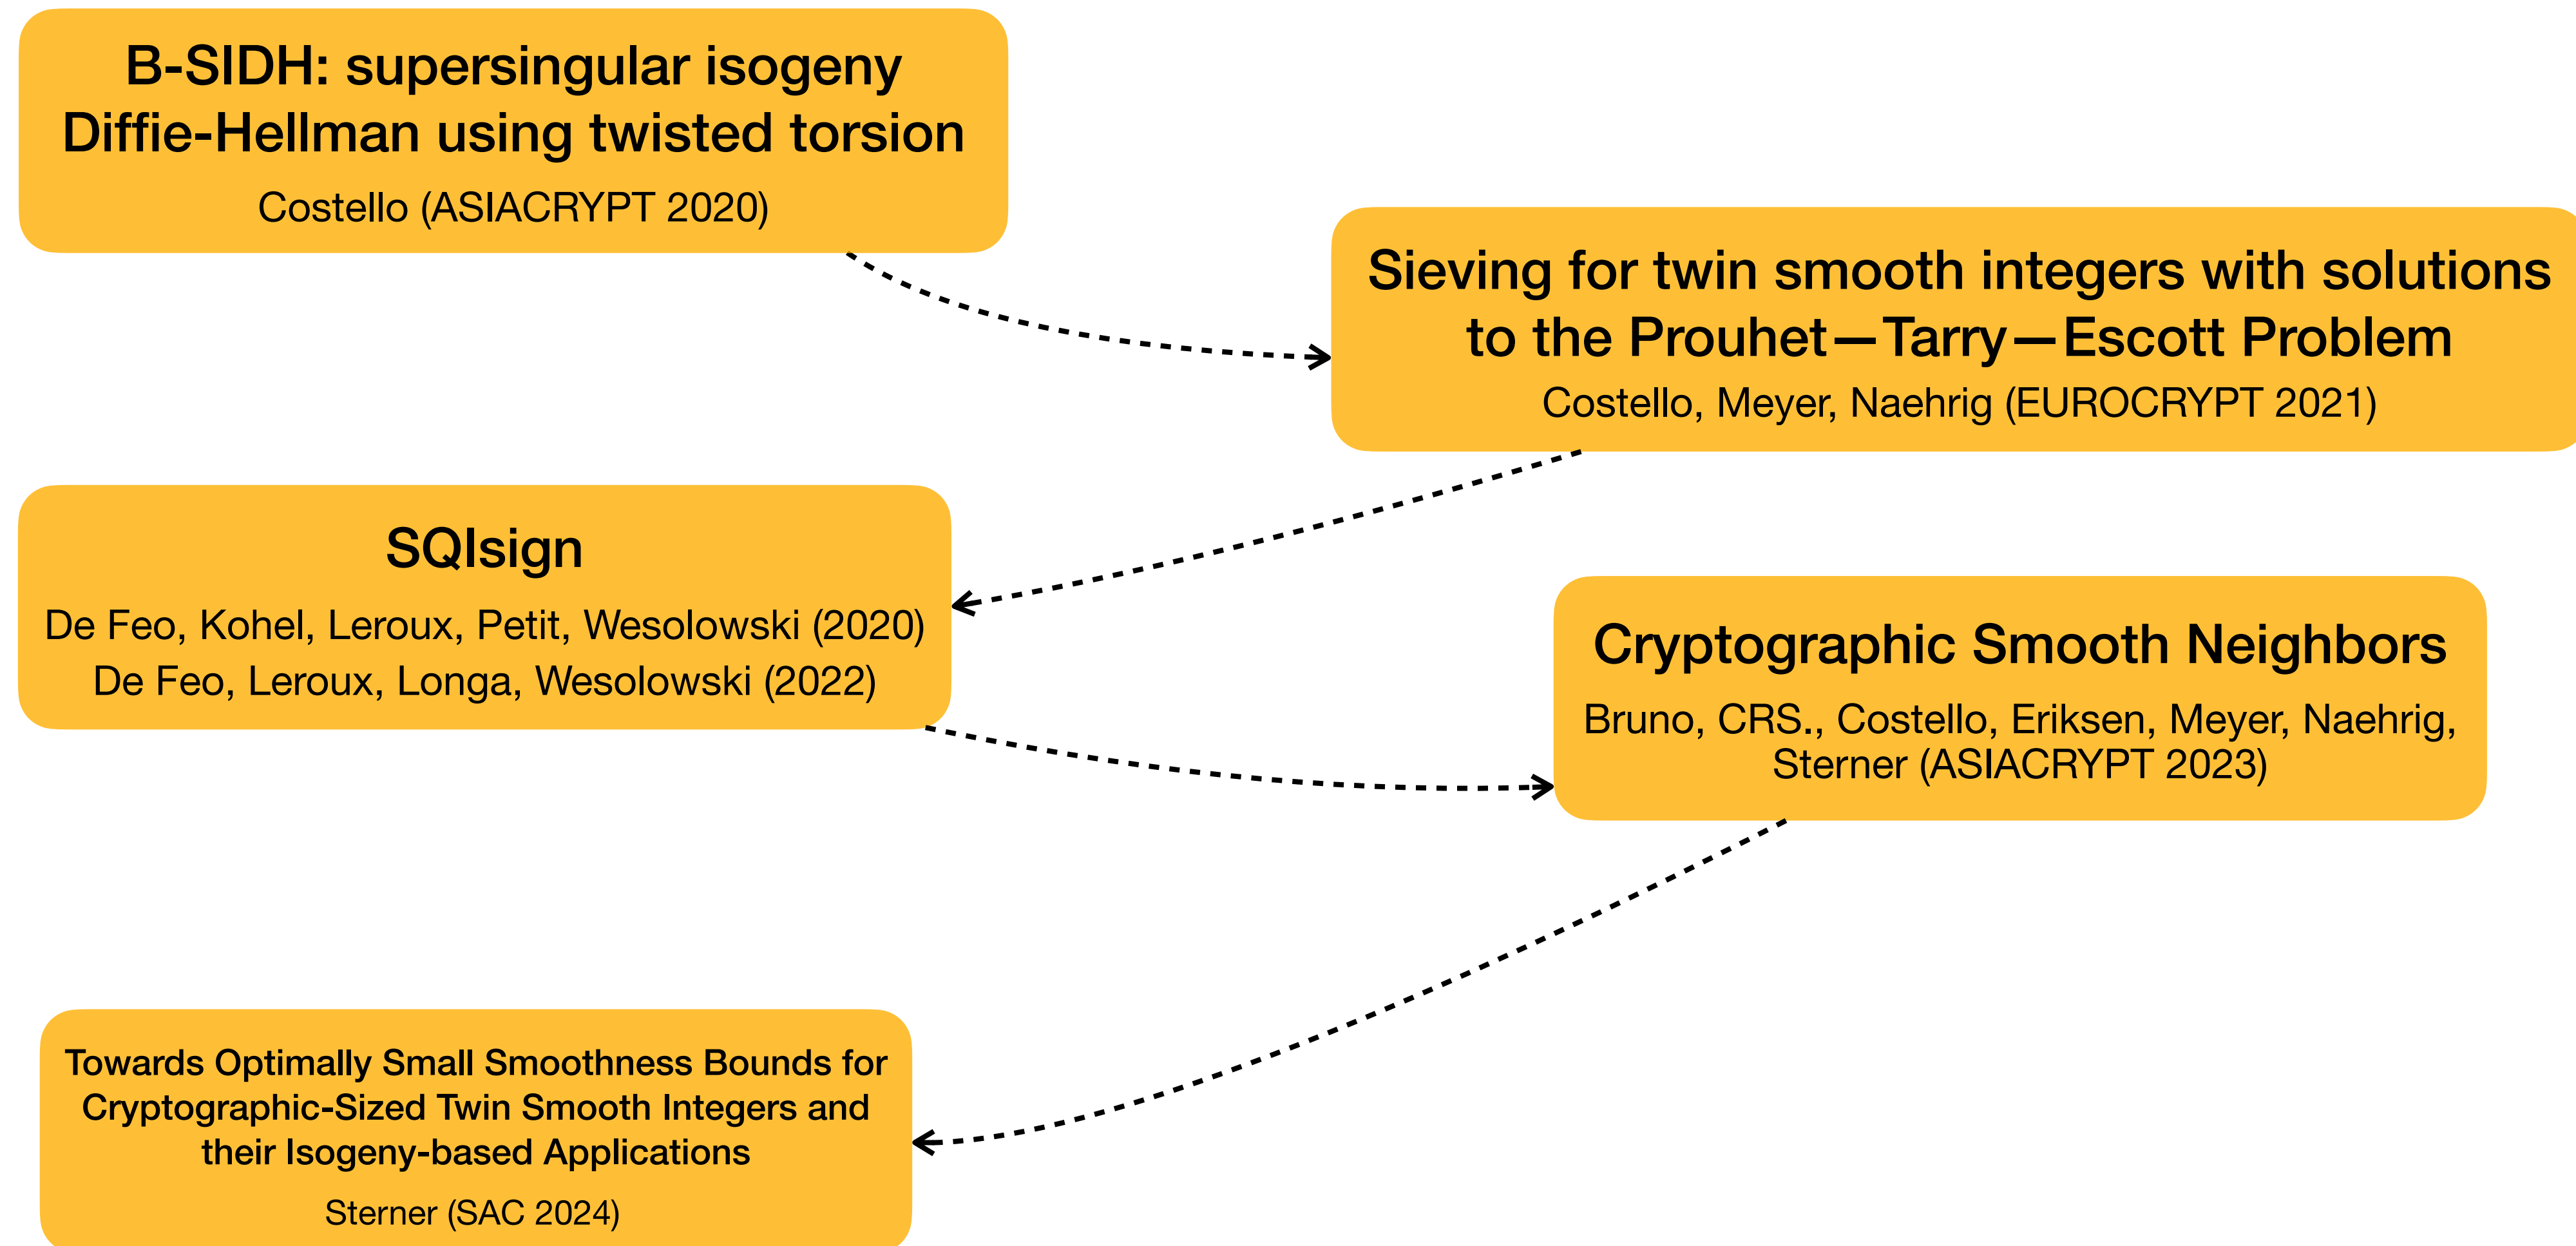 B-SIDH: supersingular isogeny
Diffie-Hellman using twisted torsion
Costello (ASIACRYPT 2020)
Sieving for twin smooth integers with solutions
to the Prouhet—Tarry—Escott Problem
Costello, Meyer, Naehrig (EUROCRYPT 2021)
SQIsign
De Feo, Kohel, Leroux, Petit, Wesolowski (2020)
De Feo, Leroux, Longa, Wesolowski (2022)
Cryptographic Smooth Neighbors
Bruno, CRS., Costello, Eriksen, Meyer, Naehrig,
Sterner (ASIACRYPT 2023)
Towards Optimally Small Smoothness Bounds for
Cryptographic-Sized Twin Smooth Integers and
their Isogeny-based Applications
Sterner (SAC 2024)